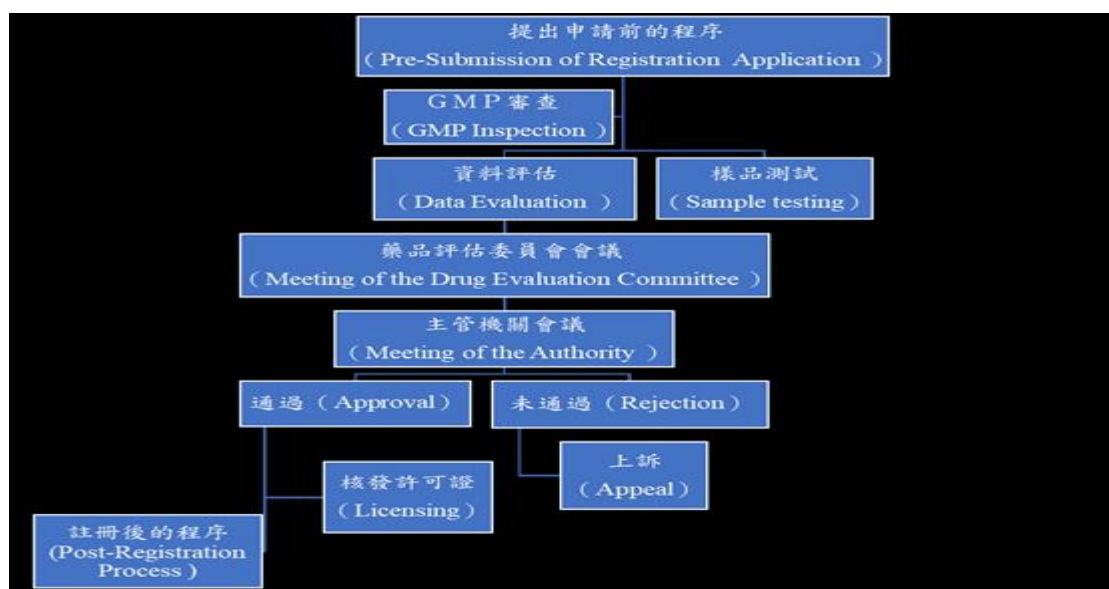 提出申請前的程序
（Pre-Submission of Registration Application）
GMP審查
（GMP Inspection）
資料評估
（Data Evaluation ）
樣品測試
（Sample testing）
藥品評估委員會會議
（Meeting of the Drug Evaluation Committee）
主管機關會議
（Meeting of the Authority ）
通過（Approval）
未通過（Rejection）
上訴
（Appeal）
核發許可證
（Licensing）
註冊後的程序
(Post-Registration
Process）